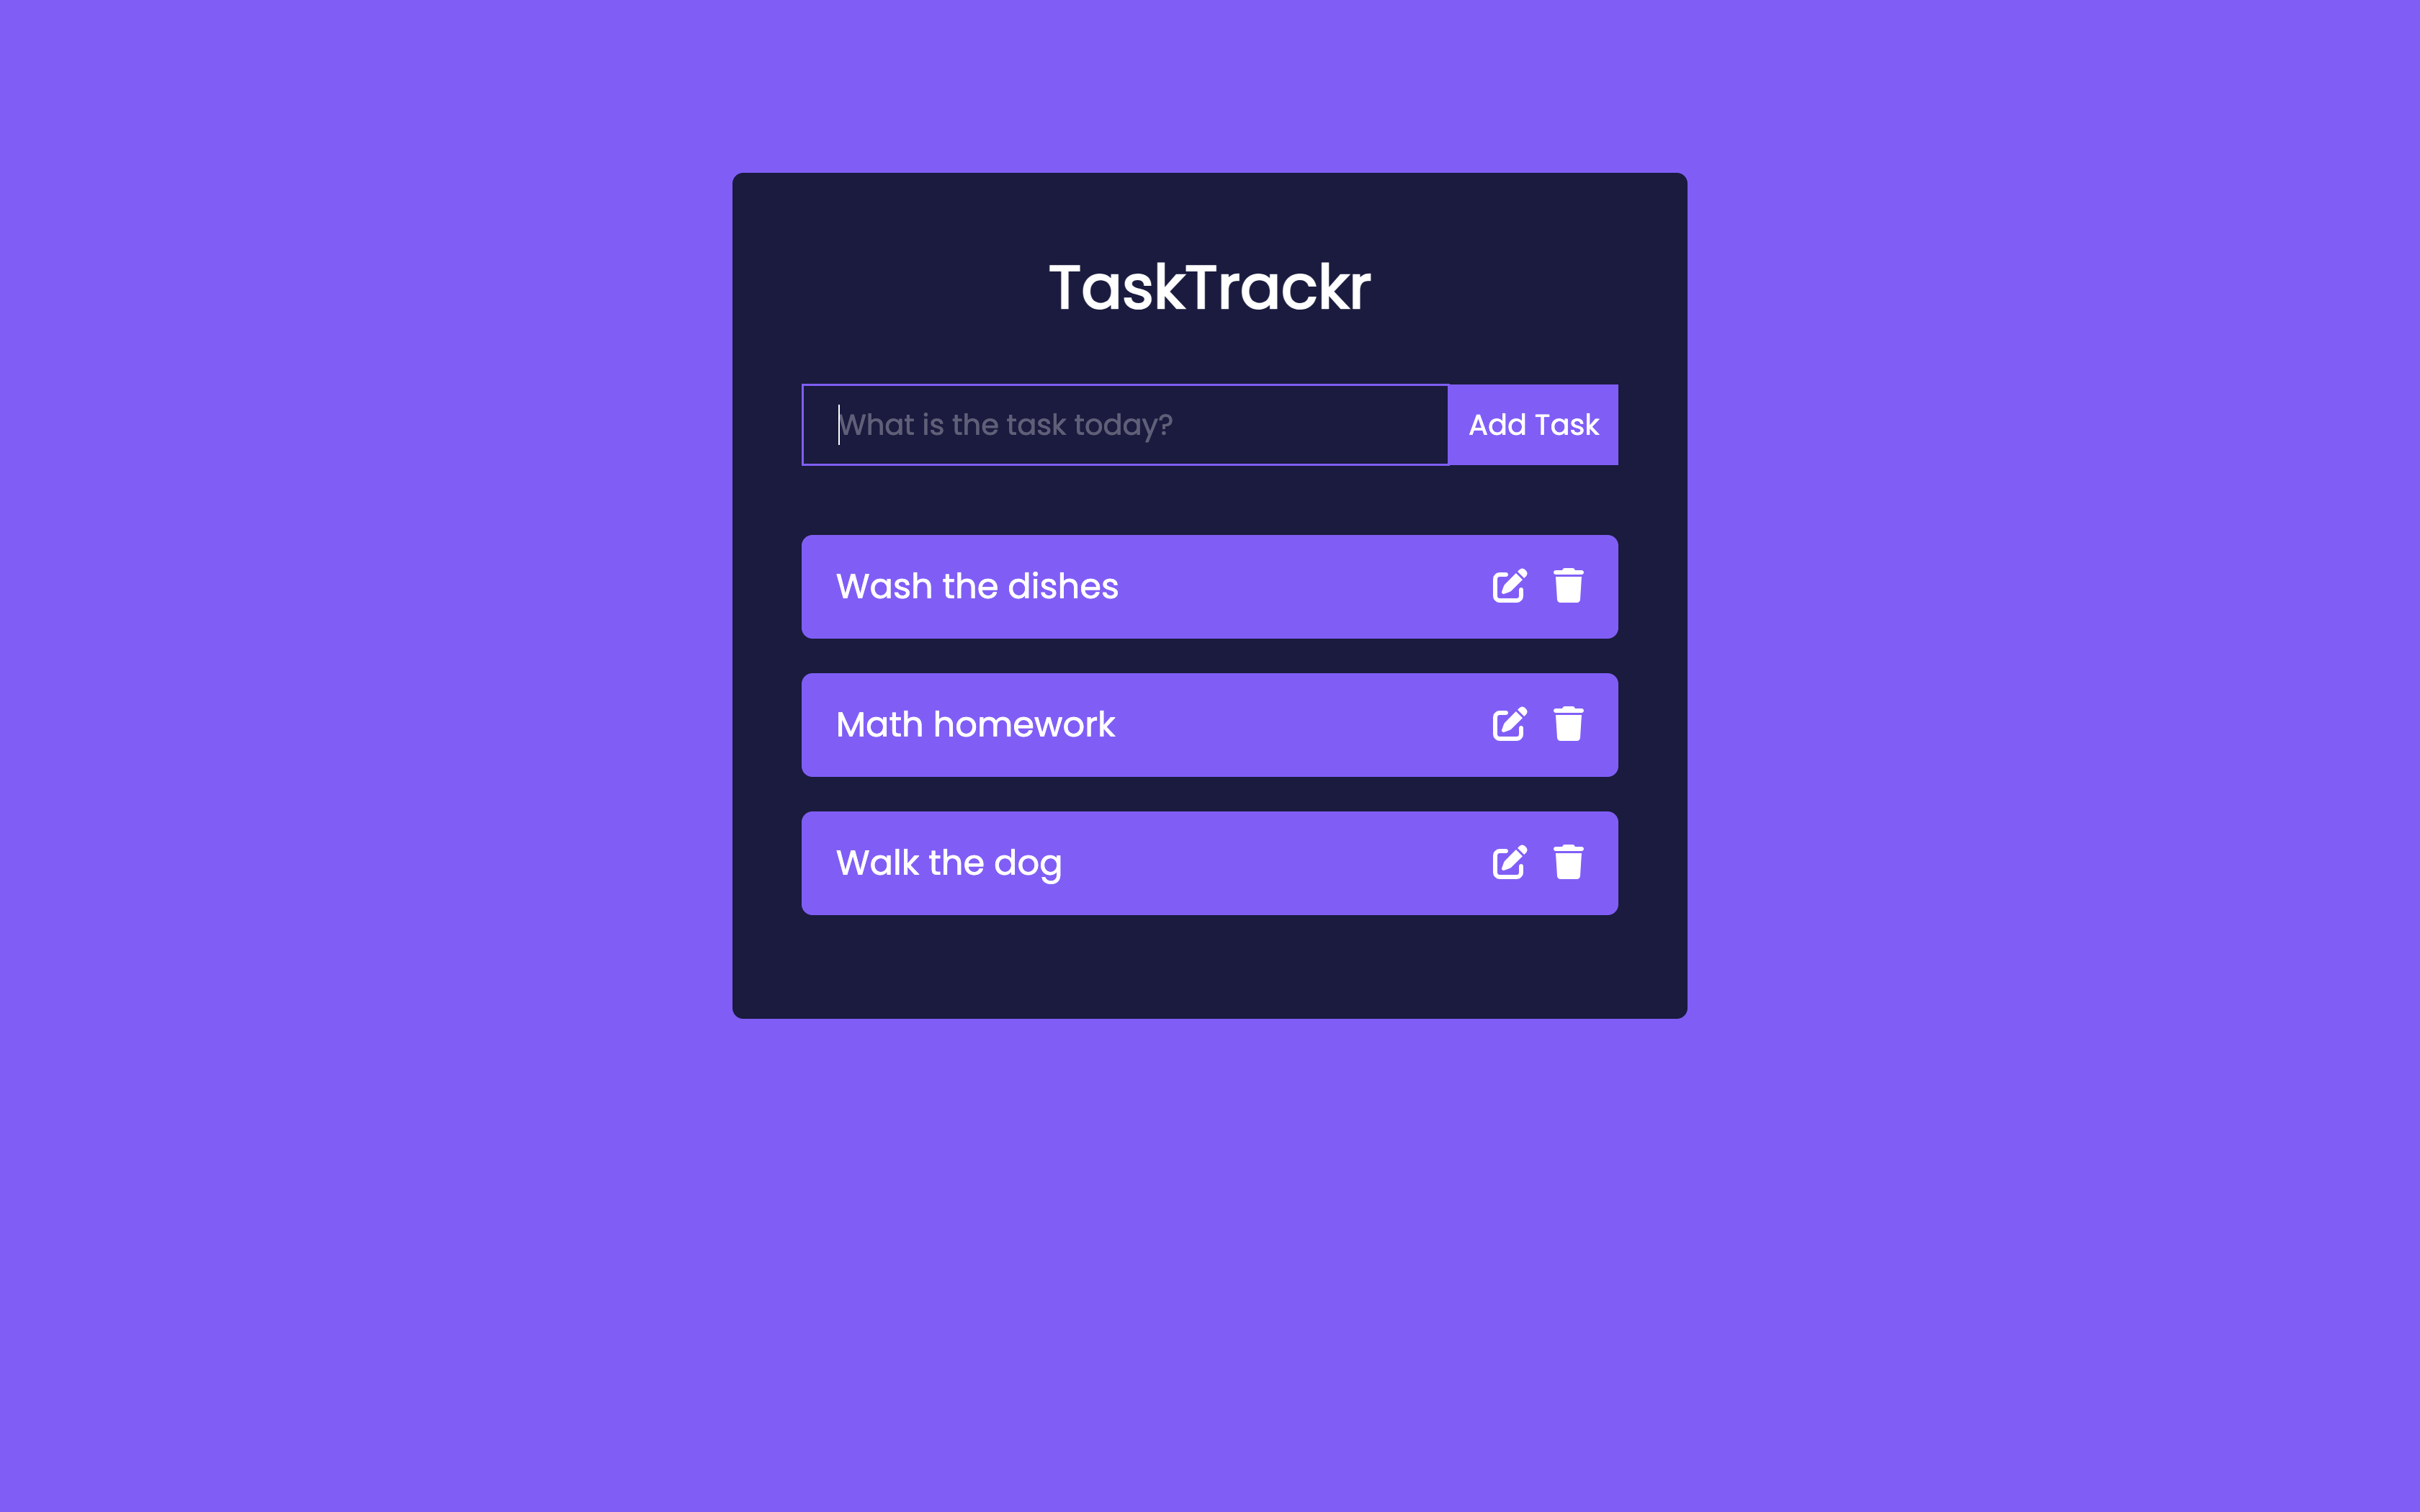 TaskTrackr
What is the task today?
Add Task
Wash the dishes
Math homework
Walk the dog